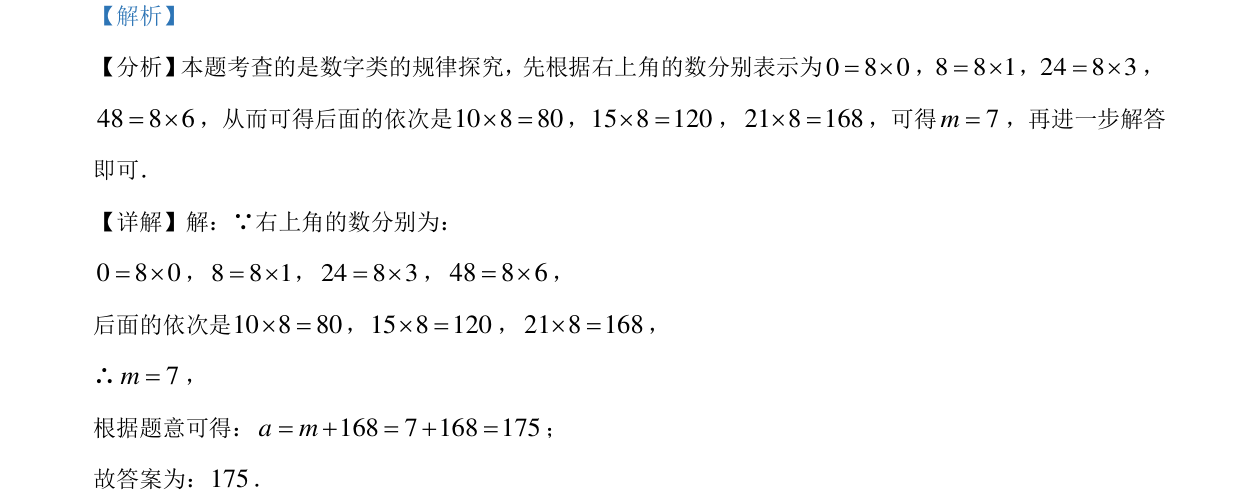 【解析】
【分析】本题考查的是数字类的规律探究，先根据右上角的数分别表示为0＝8×0，8＝8×1，24＝8×3，
48＝8×6，从而可得后面的依次是10×8＝80，15×8＝120，21×8＝168，可得m＝7，再进一步解答
即可．
【详解】解：∵右上角的数分别为：
0＝8×0，8＝8×1，24＝8×3，48＝8×6，
后面的依次是10×8＝80，15×8＝120，21×8＝168，
∴m＝7，
根据题意可得：a＝m+168＝7+168＝175；
故答案为：175．